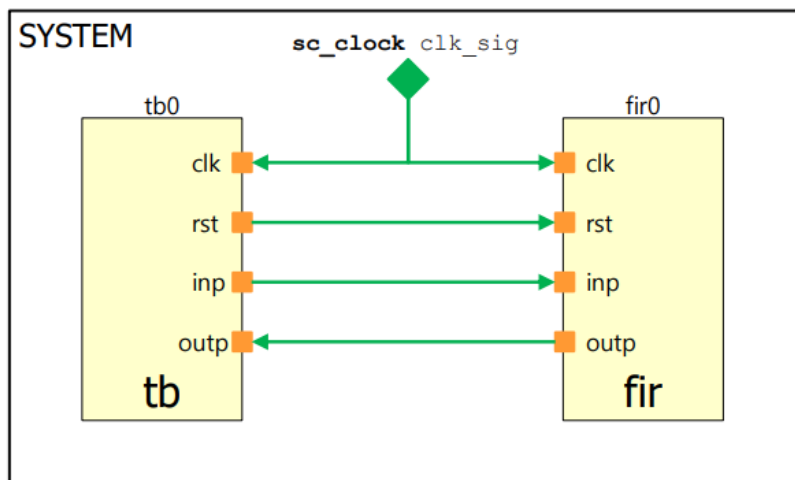 SYSTEM
sc_clock clk_sig
tb0
fir0
clk
clk
rst
rst
inp
inp
outp
outp
tb
fir